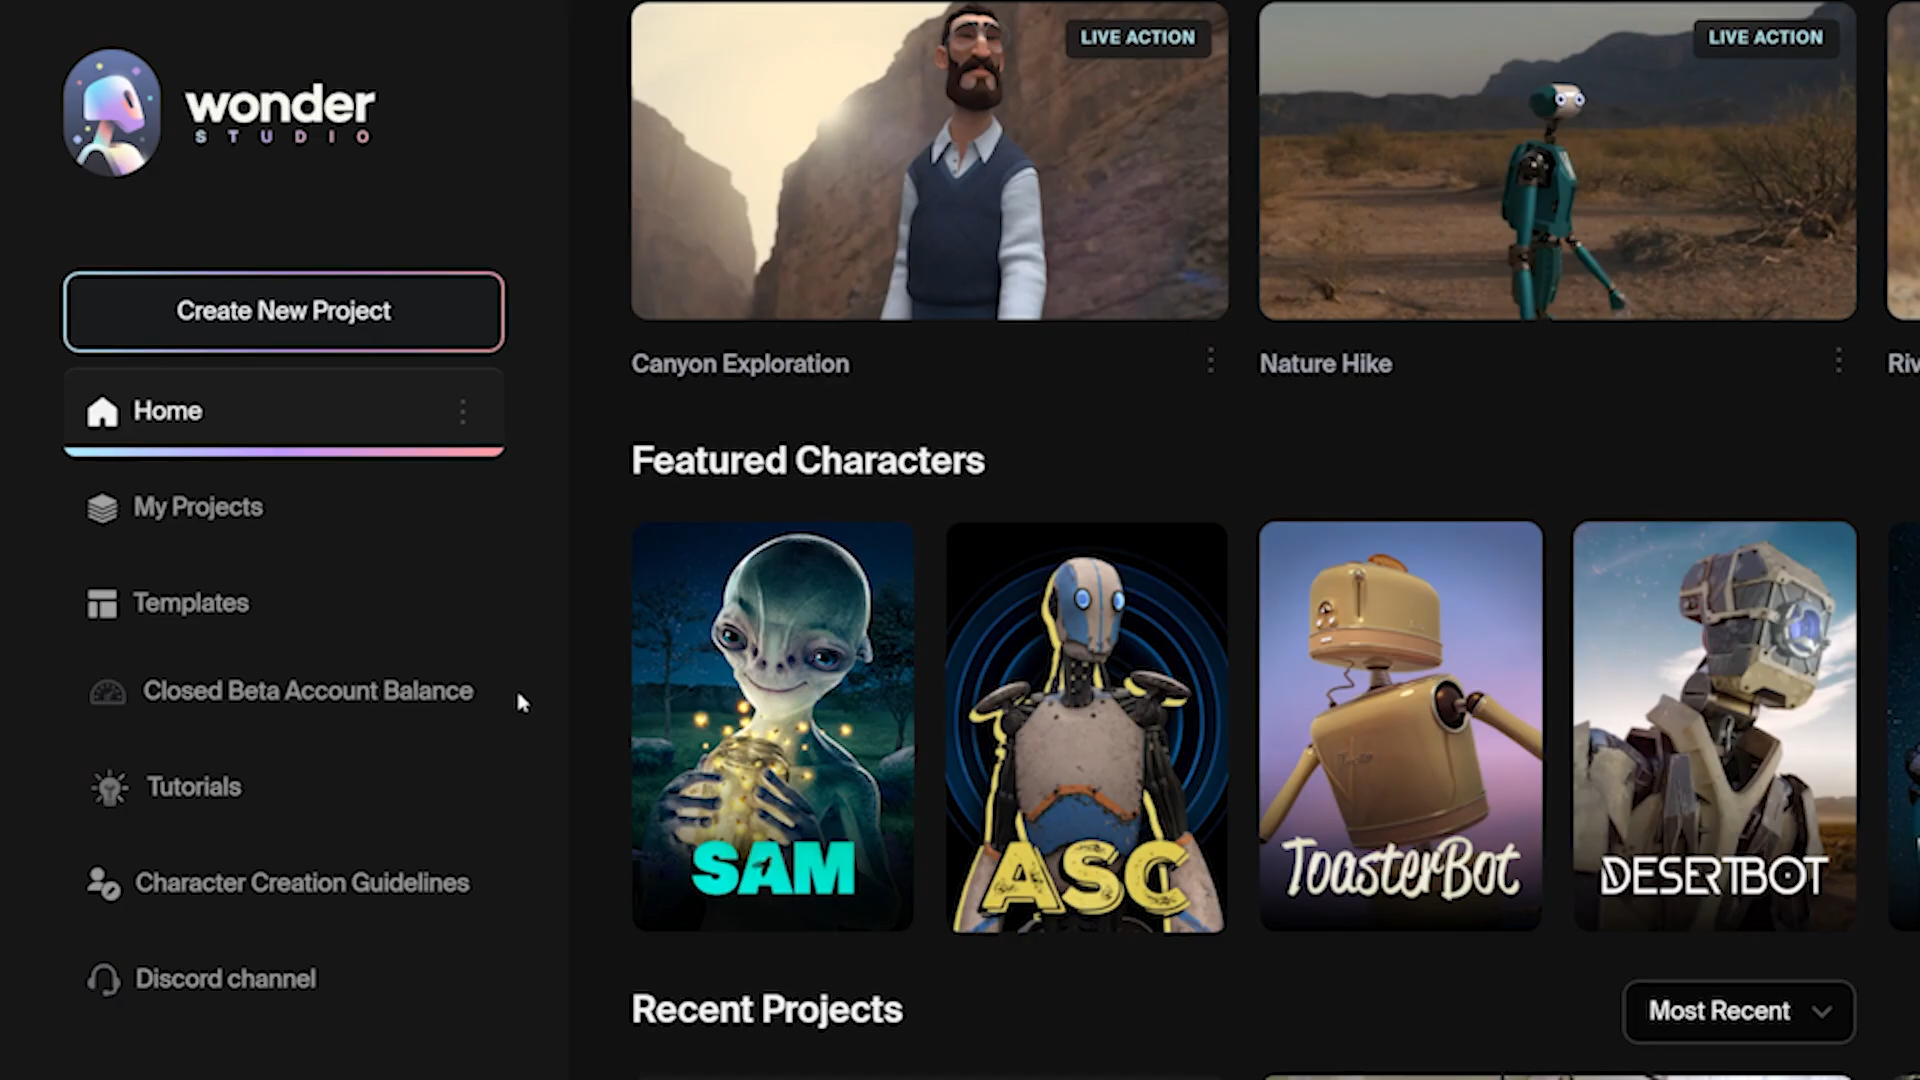 wonder
STUDIO
Create New Project
Home
My Projects
Templates
Closed Beta Account Balance
Tutorials
Character Creation Guidelines
Discord channel
LIVE ACTION
LIVE ACTION
Canyon Exploration
Nature Hike
Riv
Featured Characters
SAM
ASC
ToasterBot
DESERTBOT
Recent Projects
Most Recent